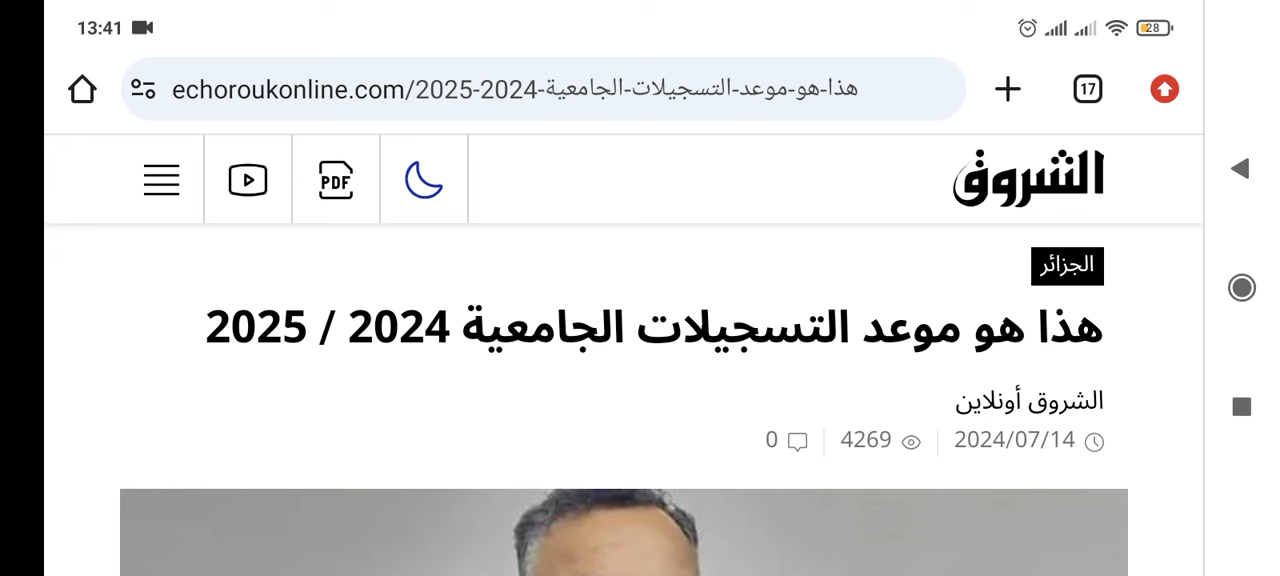 13:41
28
echoroukonline.com/هذا-هو-موعد-التسجيلات-الجامعية-2024-2025
17
PDF
الشروق
الجزائر
هذا هو موعد التسجيلات الجامعية 2024 / 2025
الشروق أونلاين
2024/07/14 4269 0